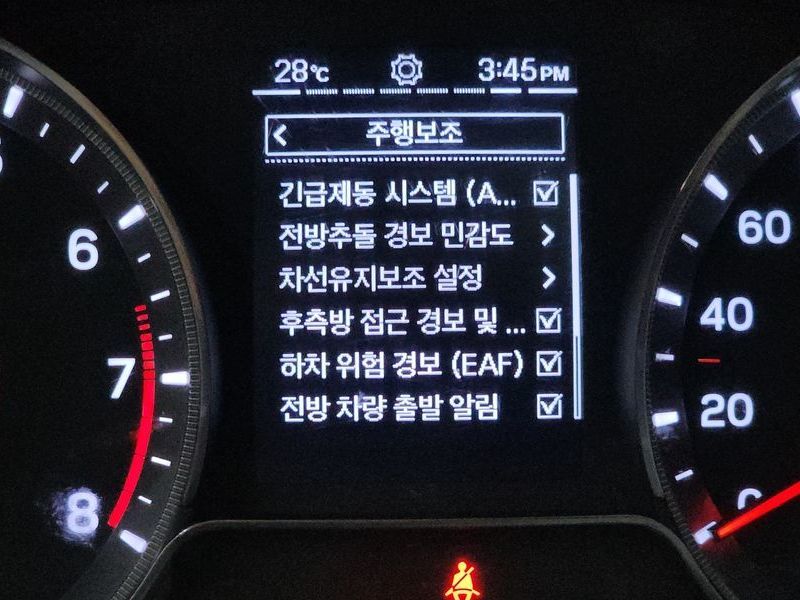 28°C 3:45PM
주행보조
긴급제동 시스템 (A...
전방추돌 경보 민감도
차선유지보조 설정
후측방 접근 경보 및 ...
하차 위험 경보 (EAF)
전방 차량 출발 알림
6
7
8
60
40
20
0